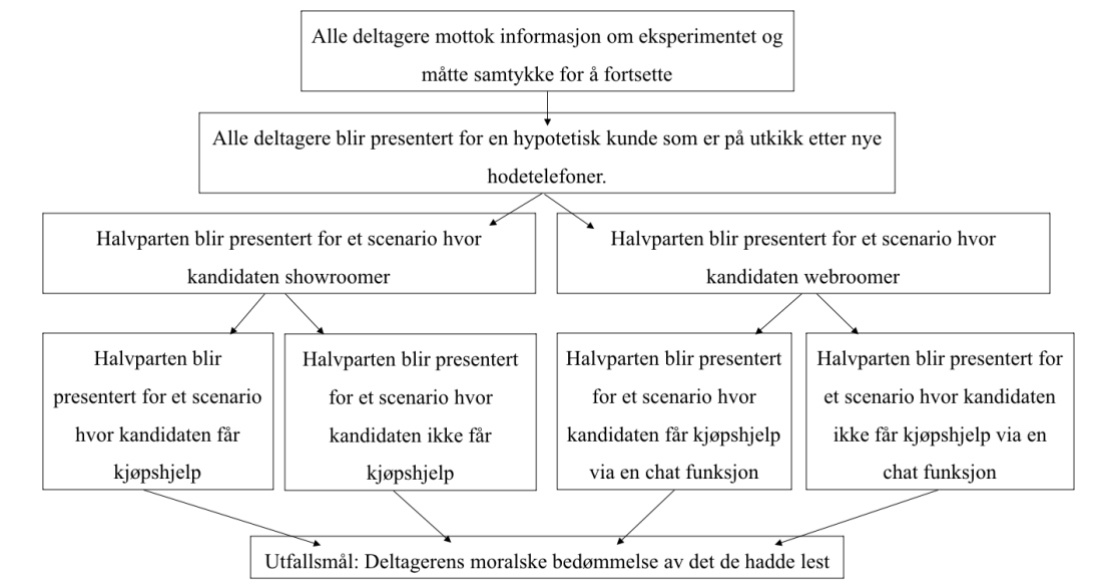 Alle deltagere mottok informasjon om eksperimentet og
måtte samtykke for å fortsette
Alle deltagere blir presentert for en hypotetisk kunde som er på utkikk etter nye
hodetelefoner.
Halvparten blir presentert for et scenario hvor
kandidaten showroomer
Halvparten blir presentert for et scenario hvor
kandidaten webroomer
Halvparten blir
presentert for et scenario
hvor kandidaten får
kjøpshjelp
Halvparten blir presentert
for et scenario hvor
kandidaten ikke får
kjøpshjelp
Halvparten blir presentert
for et scenario hvor
kandidaten får kjøpshjelp
via en chat funksjon
Halvparten blir presentert for
et scenario hvor kandidaten
ikke får kjøpshjelp via en
chat funksjon
Utfallsmål: Deltagerens moralske bedømmelse av det de hadde lest